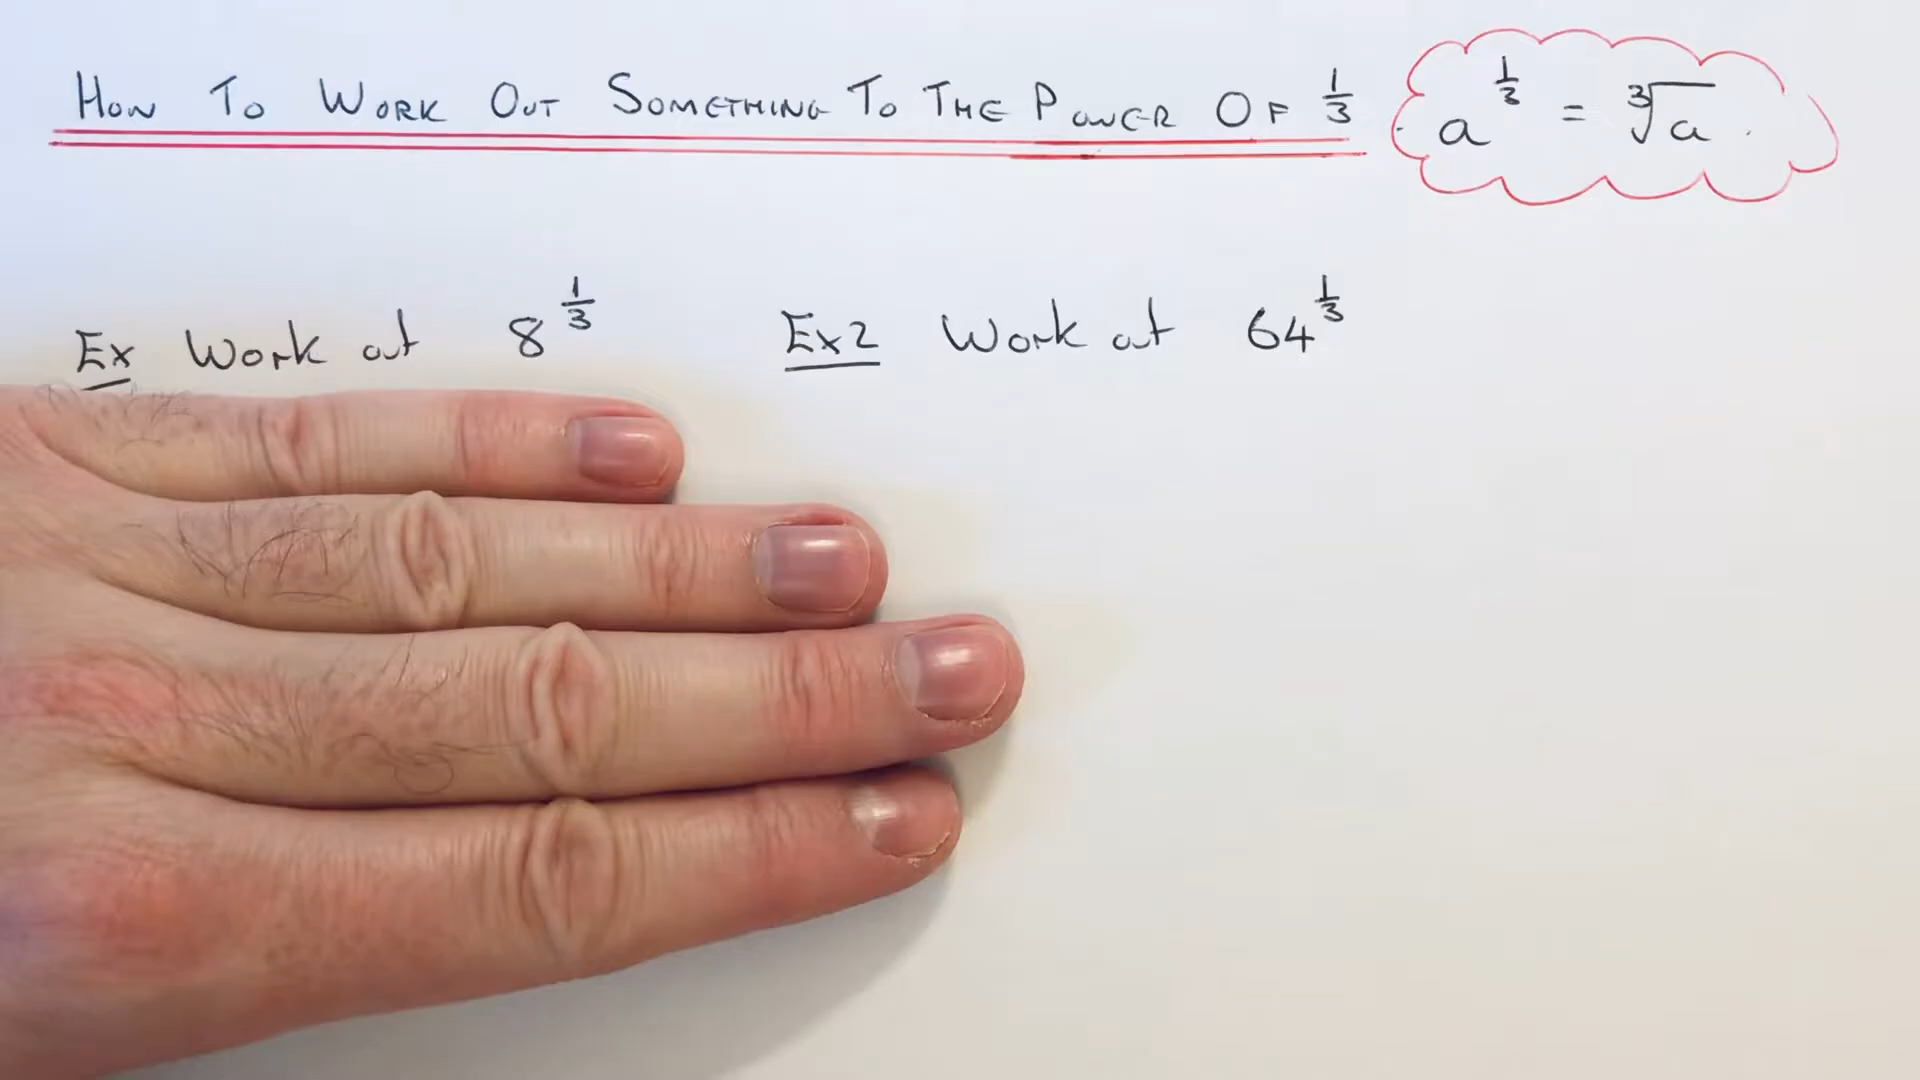 How To Work Out Something To The Power Of 1/3
a^(1/3) = ∛a.
Ex Work out 8^(1/3)
Ex2 Work out 64^(1/3)